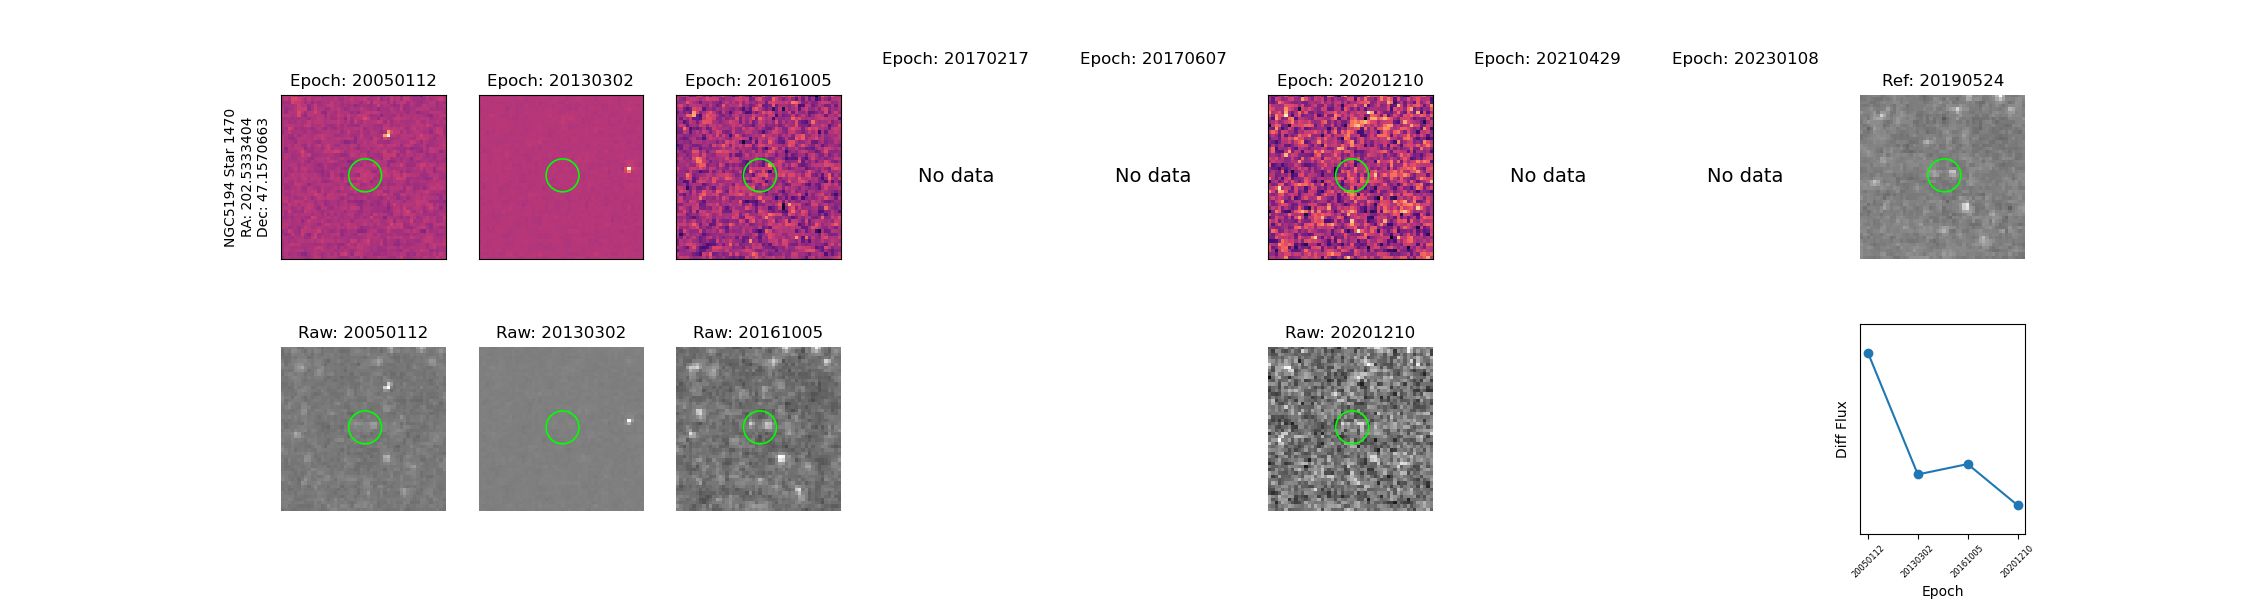 Epoch: 20050112
Epoch: 20130302
Epoch: 20161005
Epoch: 20170217
Epoch: 20170607
Epoch: 20201210
Epoch: 20210429
Epoch: 20230108
Ref: 20190524
NGC5194 Star 1470
RA: 202.5333404
Dec: 47.1570663
No data
No data
No data
No data
Raw: 20050112
Raw: 20130302
Raw: 20161005
Raw: 20201210
Diff Flux
20050112
20130302
20161005
20201210
Epoch